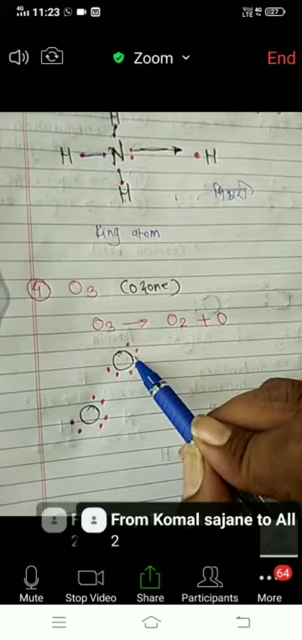 11:23
Zoom
End
H
H N H
H
King atom
4 O3 (Ozone)
O3 → O2 + O
From Komal sajane to All
2 2
64
Mute Stop Video Share Participants More